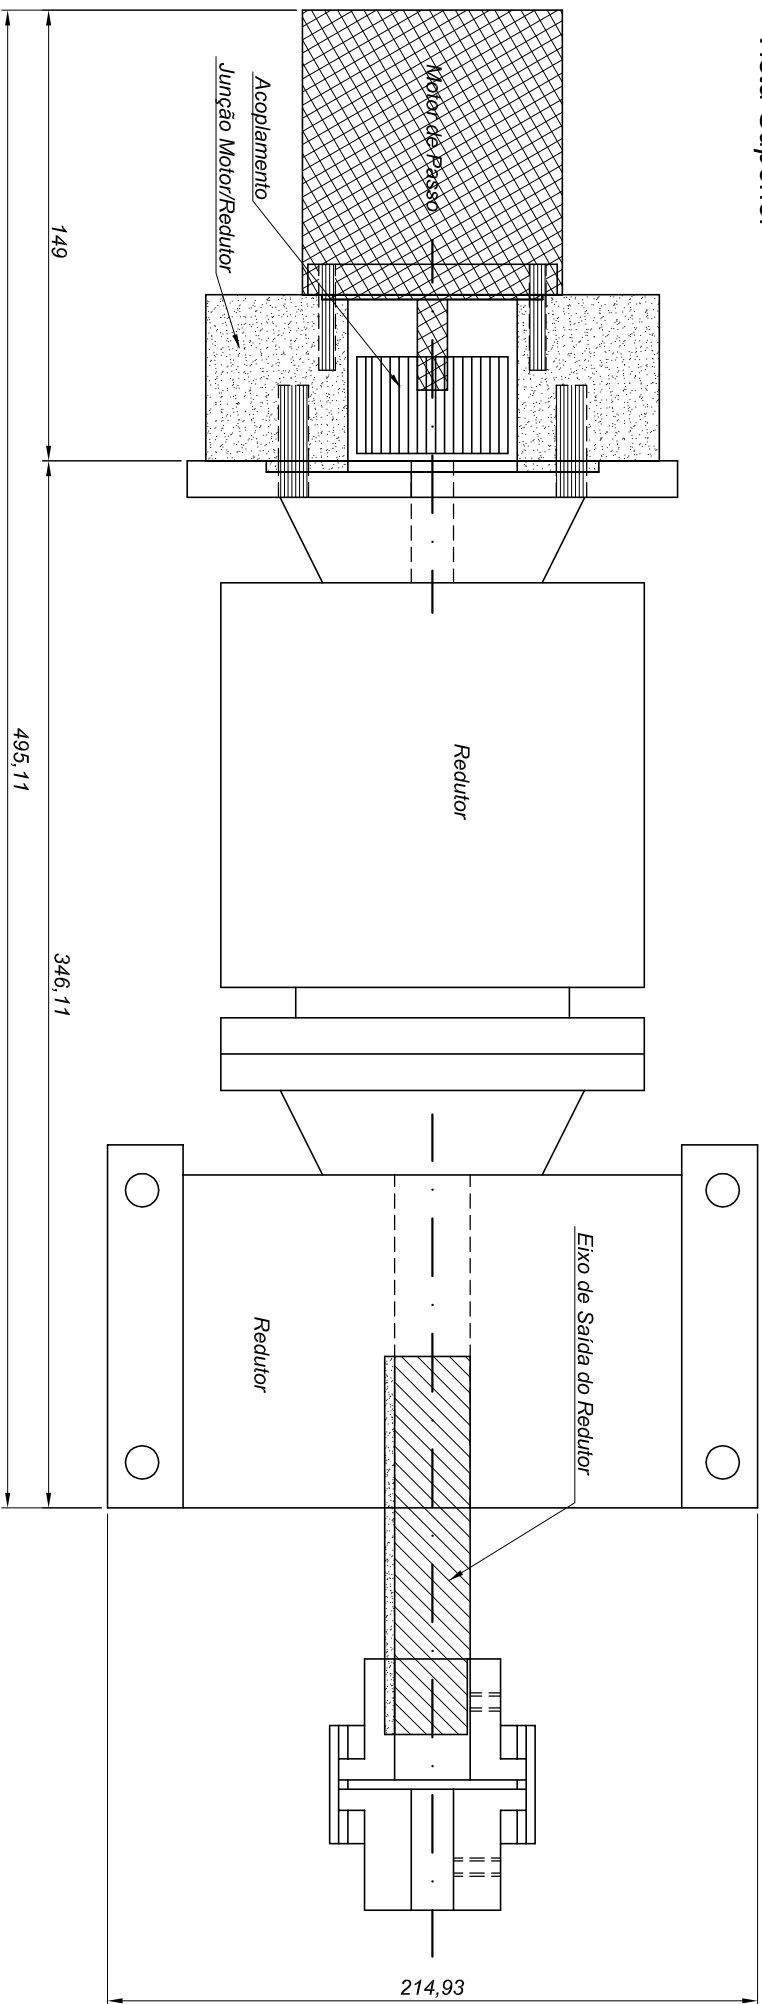 Vista Superior
Motor de Passo
Acoplamento
Junção Motor/Redutor
149
Redutor
495,11
346,11
Eixo de Saída do Redutor
Redutor
214,93